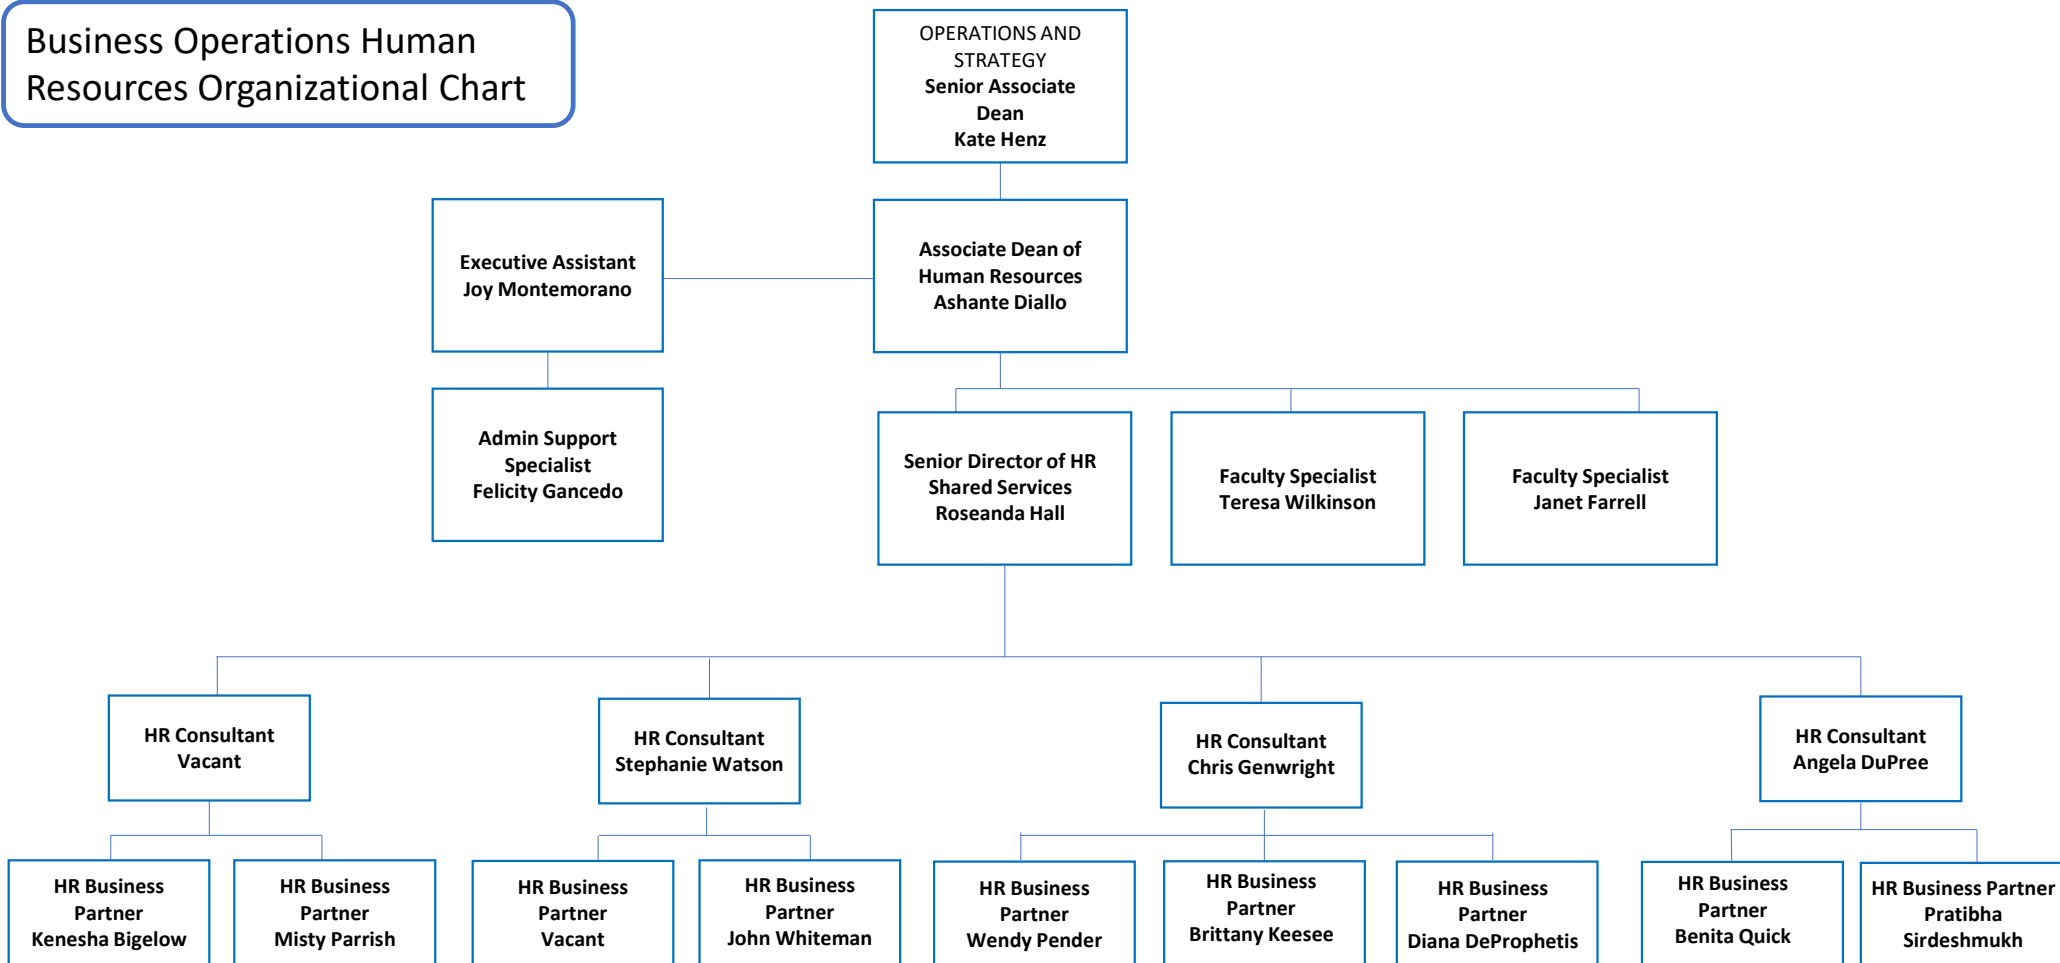 Business Operations Human
Resources Organizational Chart
OPERATIONS AND
STRATEGY
Senior Associate
Dean
Kate Henz
Executive Assistant
Joy Montemorano
Associate Dean of
Human Resources
Ashante Diallo
Admin Support
Specialist
Felicity Gancedo
Senior Director of HR
Shared Services
Roseanda Hall
Faculty Specialist
Teresa Wilkinson
Faculty Specialist
Janet Farrell
HR Consultant
Vacant
HR Consultant
Stephanie Watson
HR Consultant
Chris Genwright
HR Consultant
Angela DuPree
HR Business
Partner
Kenesha Bigelow
HR Business
Partner
Misty Parrish
HR Business
Partner
Vacant
HR Business
Partner
John Whiteman
HR Business
Partner
Wendy Pender
HR Business
Partner
Brittany Keesee
HR Business
Partner
Diana DeProphetis
HR Business
Partner
Benita Quick
HR Business Partner
Pratibha
Sirdeshmukh